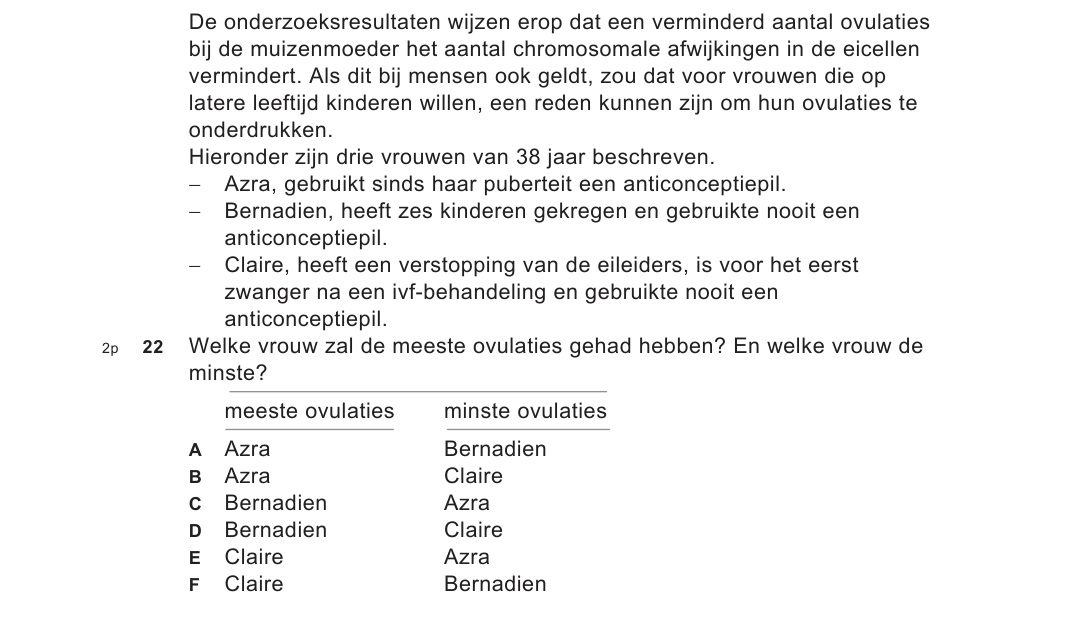 De onderzoeksresultaten wijzen erop dat een verminderd aantal ovulaties
bij de muizenmoeder het aantal chromosomale afwijkingen in de eicellen
vermindert. Als dit bij mensen ook geldt, zou dat voor vrouwen die op
latere leeftijd kinderen willen, een reden kunnen zijn om hun ovulaties te
onderdrukken.
Hieronder zijn drie vrouwen van 38 jaar beschreven.
– Azra, gebruikt sinds haar puberteit een anticonceptiepil.
– Bernadien, heeft zes kinderen gekregen en gebruikte nooit een
anticonceptiepil.
– Claire, heeft een verstopping van de eileiders, is voor het eerst
zwanger na een ivf-behandeling en gebruikte nooit een
anticonceptiepil.
2p 22 Welke vrouw zal de meeste ovulaties gehad hebben? En welke vrouw de
minste?
meeste ovulaties minste ovulaties
A Azra Bernadien
B Azra Claire
C Bernadien Azra
D Bernadien Claire
E Claire Azra
F Claire Bernadien